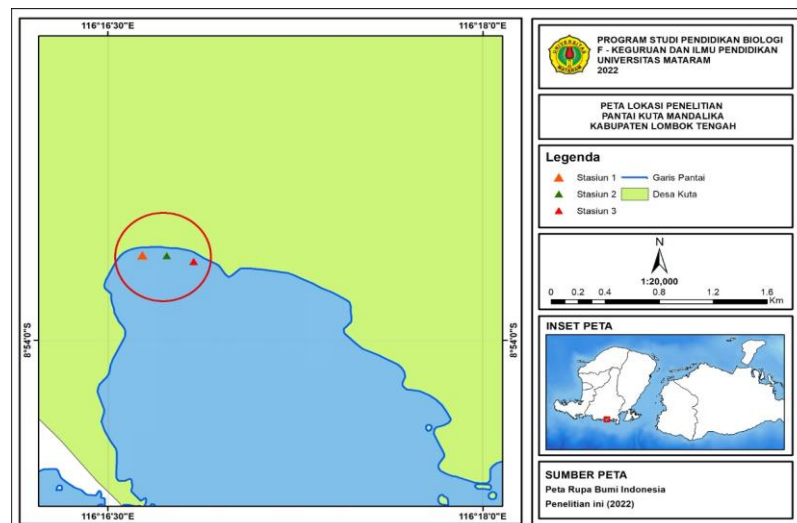 116°16'30"E
116°18'0"E
8°54'0"S
8°54'0"S
116°16'30"E
116°18'0"E
PROGRAM STUDI PENDIDIKAN BIOLOGI
F - KEGURUAN DAN ILMU PENDIDIKAN
UNIVERSITAS MATARAM
2022
PETA LOKASI PENELITIAN
PANTAI KUTA MANDALIKA
KABUPATEN LOMBOK TENGAH
Legenda
Stasiun 1
Garis Pantai
Stasiun 2
Desa Kuta
Stasiun 3
N
1:20,000
0 0.2 0.4 0.8 1.2 1.6
Km
INSET PETA
SUMBER PETA
Peta Rupa Bumi Indonesia
Penelitian ini (2022)